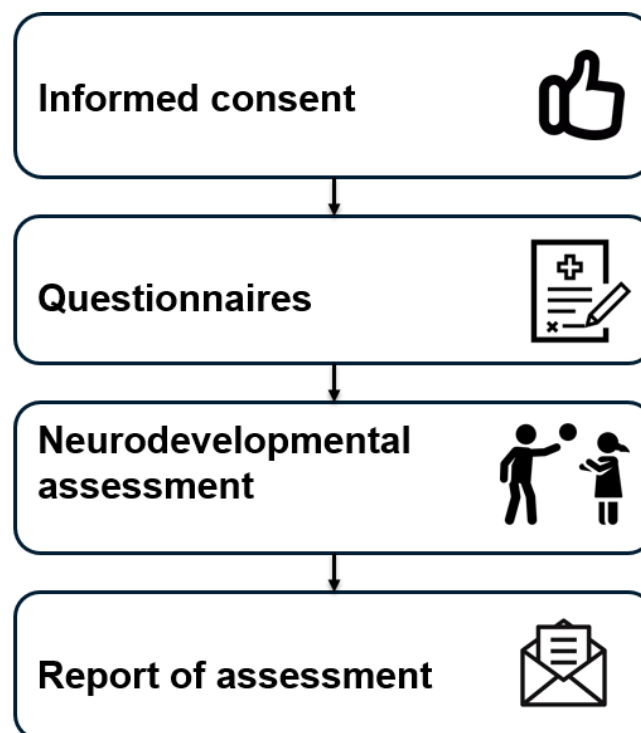 Informed consent
Questionnaires
Neurodevelopmental
assessment
Report of assessment